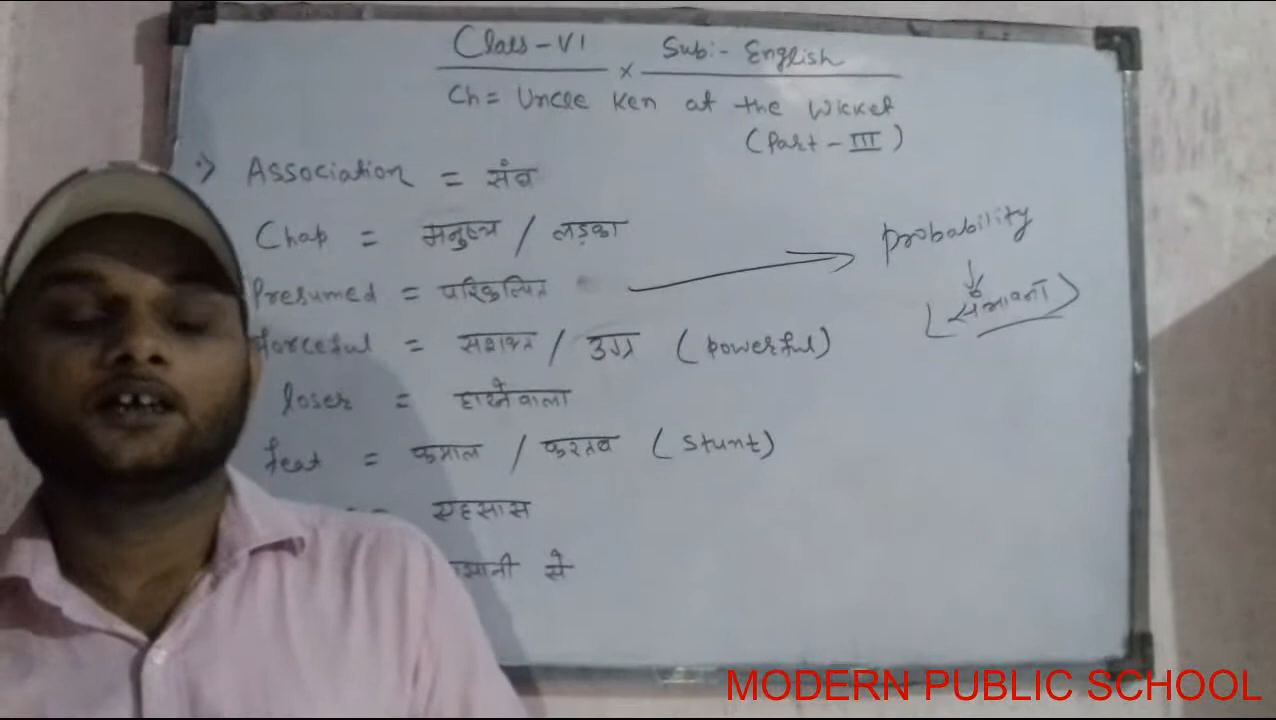 Class-VI × Sub:- English
Ch = Uncle Ken at the Wicket
(Part-III)
Association = संघ
Chap = मनुष्य / लड़का
Presumed = परिकल्पित → Probability
(संभावना)
forceful = सशक्त / उग्र (powerful)
loser = हारनेवाला
feat = कमाल / करतब (stunt)
एहसास
से
MODERN PUBLIC SCHOOL